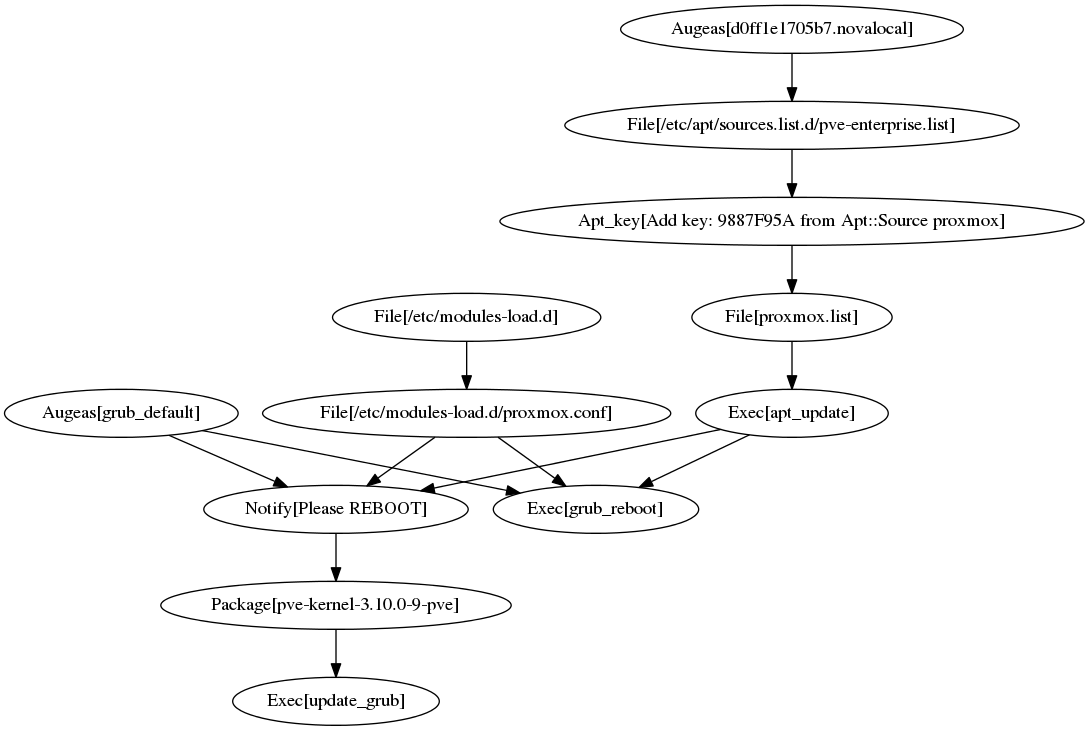 Augeas[d0ff1e1705b7.novalocal]
File[/etc/apt/sources.list.d/pve-enterprise.list]
Apt_key[Add key: 9887F95A from Apt::Source proxmox]
File[/etc/modules-load.d]
File[proxmox.list]
Augeas[grub_default]
File[/etc/modules-load.d/proxmox.conf]
Exec[apt_update]
Notify[Please REBOOT]
Exec[grub_reboot]
Package[pve-kernel-3.10.0-9-pve]
Exec[update_grub]